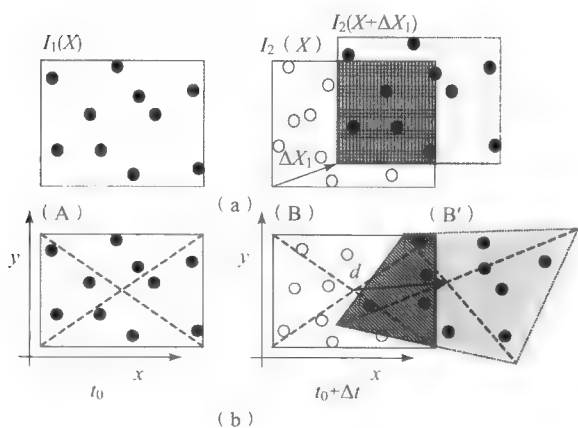 I₁(X)
I₂ (X)
I₂(X+ΔX₁)
ΔX₁
(a)
(A)
(B)
(B′)
y
y
d
x
x
t₀
t₀+Δt
(b)